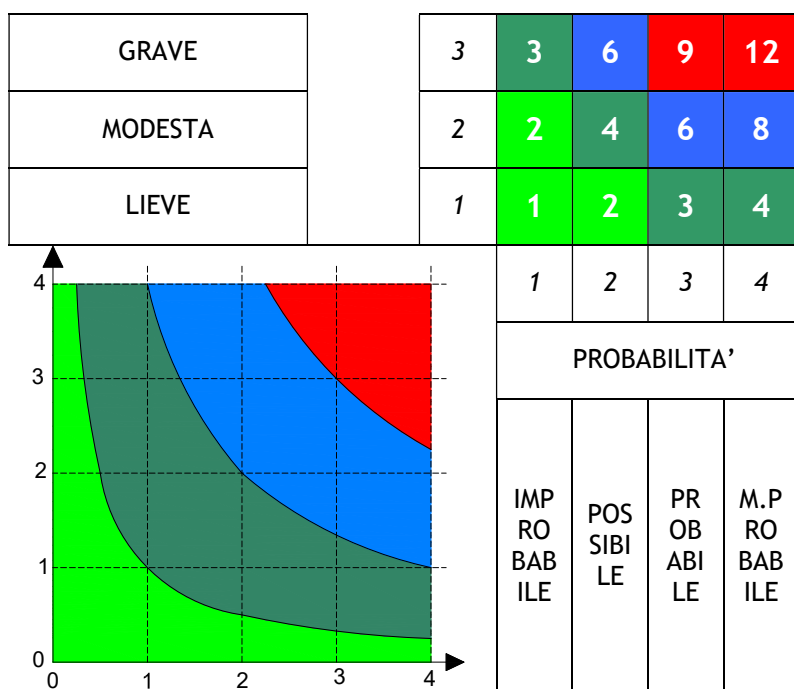 GRAVE 3 3 6 9 12
MODESTA 2 2 4 6 8
LIEVE 1 1 2 3 4
1 2 3 4
PROBABILITA’
IMP
RO
BAB
ILE
POS
SIBI
LE
PR
OB
ABI
LE
M.P
RO
BAB
ILE
4
3
2
1
0
0 1 2 3 4